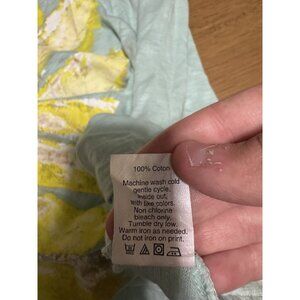 100% Cotton
Machine wash cold
gentle cycle,
inside out,
with like colors.
Non chlorine
bleach only.
Tumble dry low.
Warm iron as needed.
Do not iron on print.